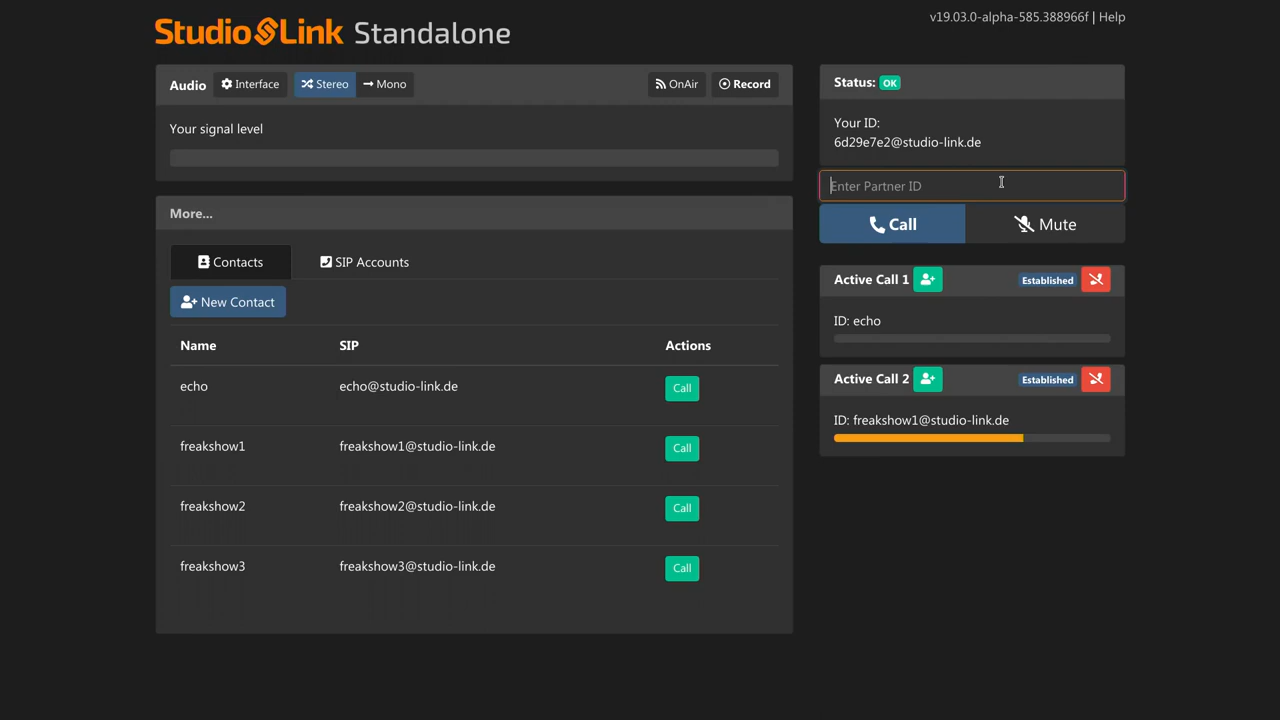 Studio Link Standalone
v19.03.0-alpha-585.388966f | Help
Audio Interface Stereo Mono OnAir Record
Your signal level
More...
Contacts SIP Accounts
New Contact
Name SIP Actions
echo echo@studio-link.de Call
freakshow1 freakshow1@studio-link.de Call
freakshow2 freakshow2@studio-link.de Call
freakshow3 freakshow3@studio-link.de Call
Status: OK
Your ID:
6d29e7e2@studio-link.de
Enter Partner ID
Call Mute
Active Call 1 Established
ID: echo
Active Call 2 Established
ID: freakshow1@studio-link.de